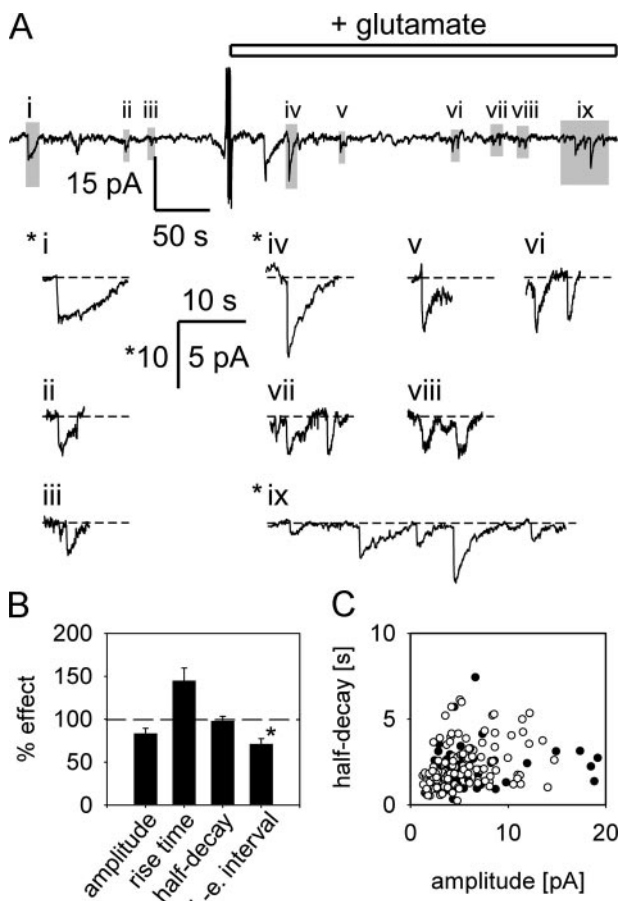 A
+ glutamate
i ii iii iv v vi vii viii ix
15 pA
50 s
* i * iv v vi
10 s
*10 5 pA
ii vii viii
iii * ix
B C
200
150
100
50
0
% effect
*
amplitude
rise time
half-decay
.-e. interval
10
5
0
half-decay [s]
0 10 20
amplitude [pA]